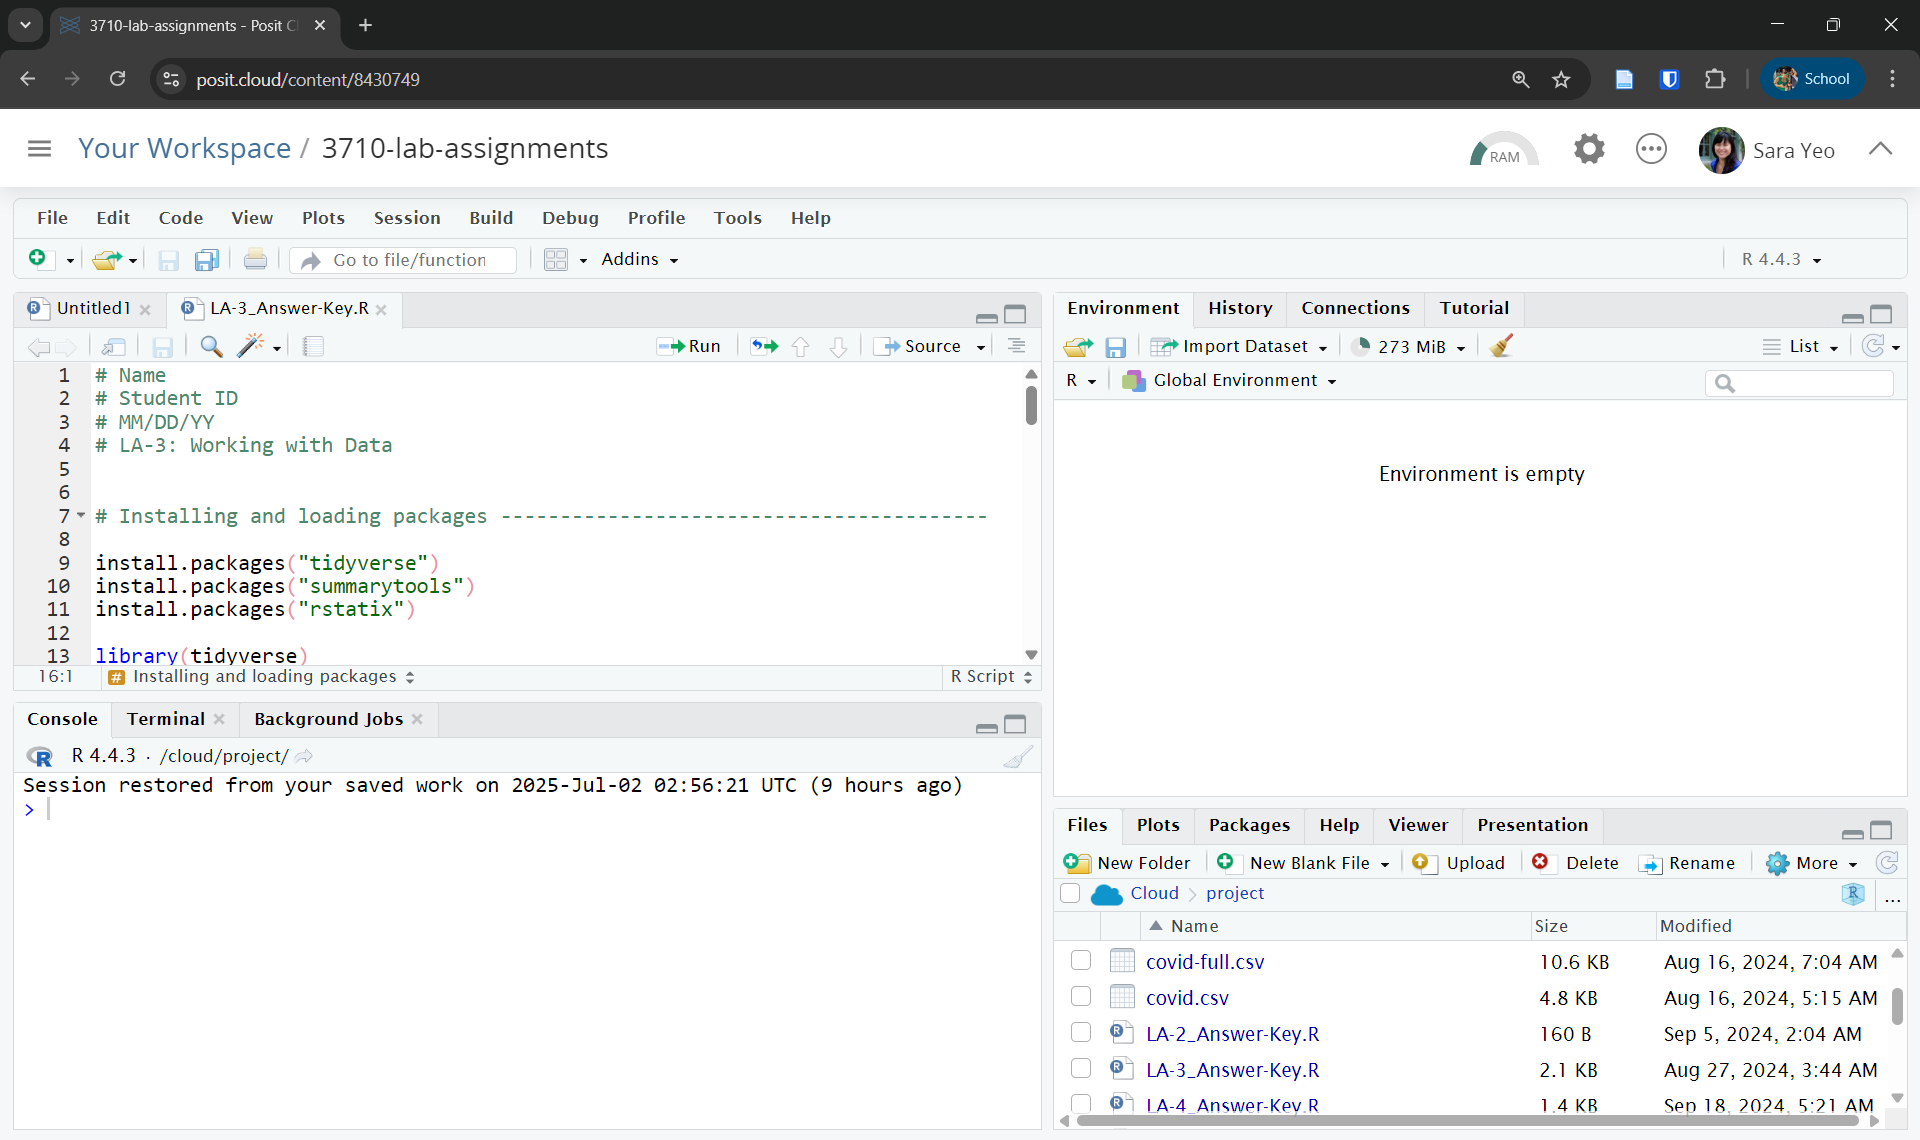 3710-lab-assignments - Posit Cl
posit.cloud/content/8430749
School
Your Workspace / 3710-lab-assignments
RAM
Sara Yeo
File Edit Code View Plots Session Build Debug Profile Tools Help
Go to file/function
Addins
R 4.4.3
Untitled1
LA-3_Answer-Key.R
Run
Source
1 # Name
2 # Student ID
3 # MM/DD/YY
4 # LA-3: Working with Data
5
6
7 # Installing and loading packages -----------------------------------------
8
9 install.packages("tidyverse")
10 install.packages("summarytools")
11 install.packages("rstatix")
12
13 library(tidyverse)
16:1
# Installing and loading packages
R Script
Console Terminal Background Jobs
R 4.4.3 · /cloud/project/
Session restored from your saved work on 2025-Jul-02 02:56:21 UTC (9 hours ago)
>
Environment History Connections Tutorial
Import Dataset
273 MiB
List
R
Global Environment
Environment is empty
Files Plots Packages Help Viewer Presentation
New Folder New Blank File Upload Delete Rename More
Cloud > project
R ...
Name Size Modified
covid-full.csv 10.6 KB Aug 16, 2024, 7:04 AM
covid.csv 4.8 KB Aug 16, 2024, 5:15 AM
LA-2_Answer-Key.R 160 B Sep 5, 2024, 2:04 AM
LA-3_Answer-Key.R 2.1 KB Aug 27, 2024, 3:44 AM
LA-4_Answer-Key.R 1.4 KB Sep 18, 2024, 5:21 AM